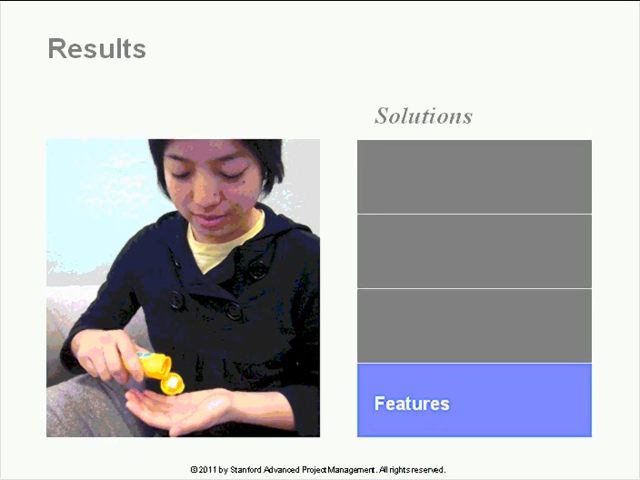 Results
Solutions
Features
© 2011 by Stanford Advanced Project Management. All rights reserved.